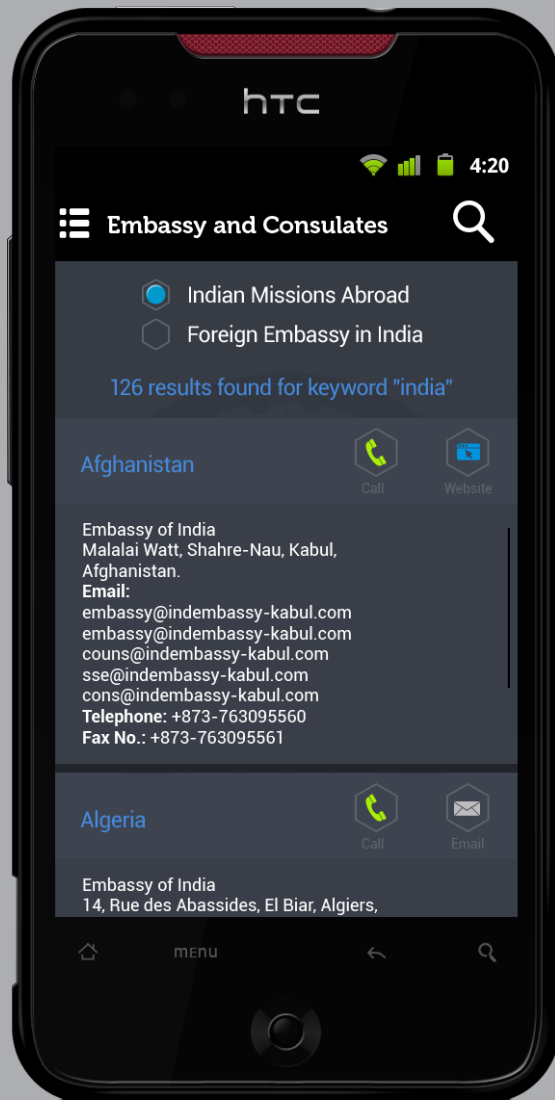 hTC
4:20
Embassy and Consulates
Indian Missions Abroad
Foreign Embassy in India
126 results found for keyword "india"
Afghanistan
Call
Website
Embassy of India
Malalai Watt, Shahre-Nau, Kabul,
Afghanistan.
Email:
embassy@indembassy-kabul.com
embassy@indembassy-kabul.com
couns@indembassy-kabul.com
sse@indembassy-kabul.com
cons@indembassy-kabul.com
Telephone: +873-763095560
Fax No.: +873-763095561
Algeria
Call
Email
Embassy of India
14, Rue des Abassides, El Biar, Algiers,
mENU